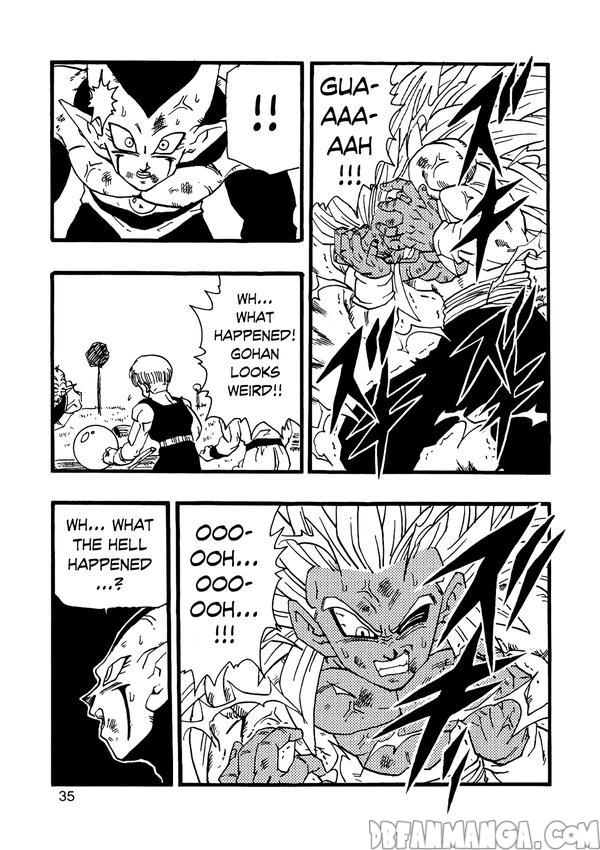 GUA-
AAA-
AAH
!!!
!!
WH...
WHAT
HAPPENED!
GOHAN
LOOKS
WEIRD!!
OOO-
OOH...
OOO-
OOH...
!!!
WH... WHAT
THE HELL
HAPPENED
...?
35
DBFANMANGA.COM